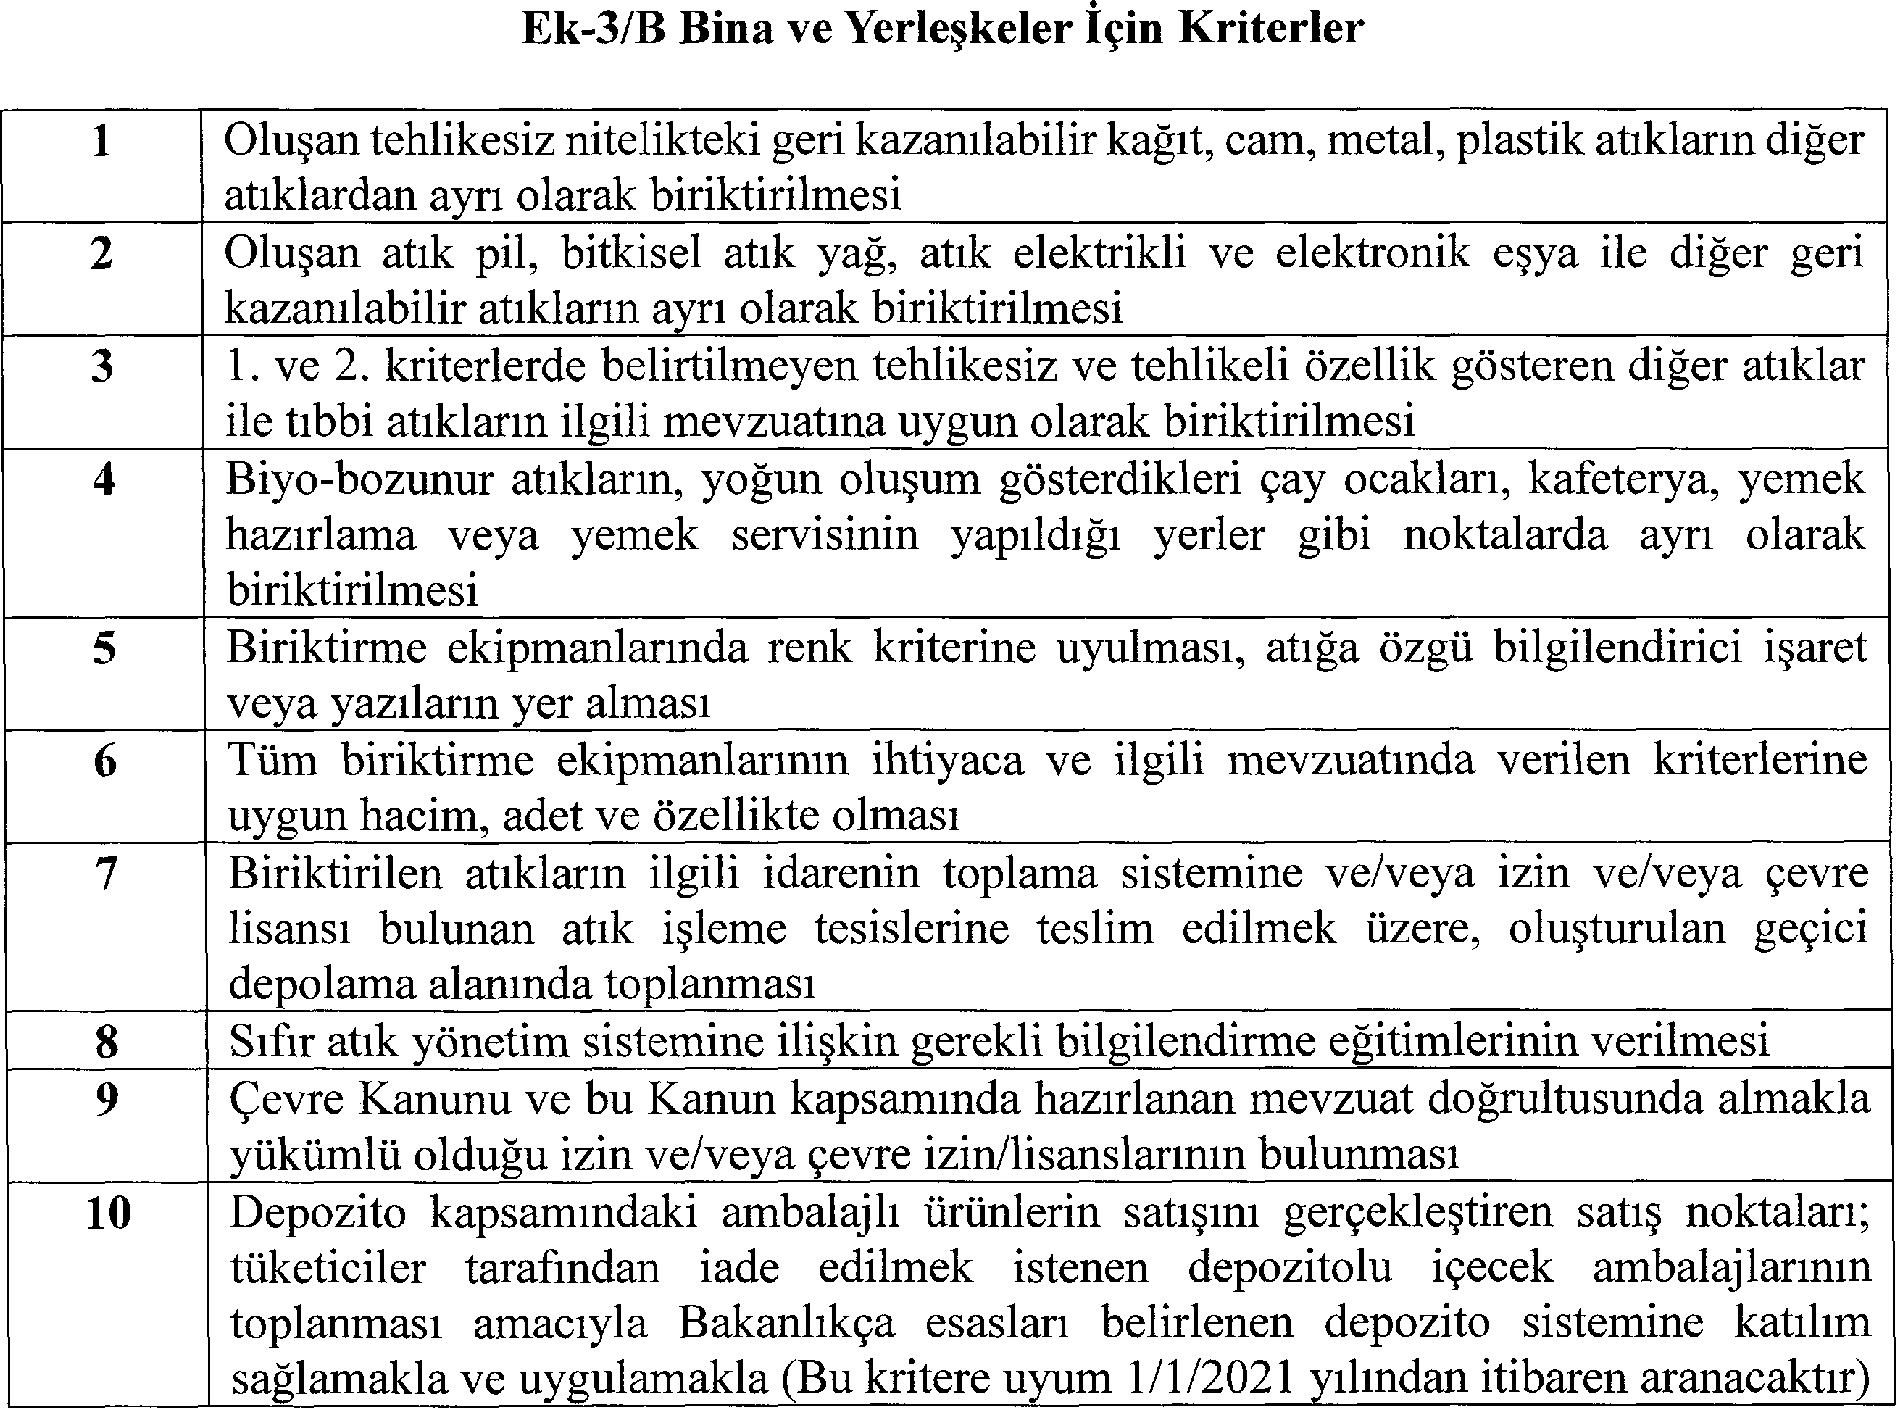 Ek-3/B Bina ve Yerleşkeler İçin Kriterler
1 Oluşan tehlikesiz nitelikteki geri kazanılabilir kağıt, cam, metal, plastik atıkların diğer
atıklardan ayrı olarak biriktirilmesi
2 Oluşan atık pil, bitkisel atık yağ, atık elektrikli ve elektronik eşya ile diğer geri
kazanılabilir atıkların ayrı olarak biriktirilmesi
3 1. ve 2. kriterlerde belirtilmeyen tehlikesiz ve tehlikeli özellik gösteren diğer atıklar
ile tıbbi atıkların ilgili mevzuatına uygun olarak biriktirilmesi
4 Biyo-bozunur atıkların, yoğun oluşum gösterdikleri çay ocakları, kafeterya, yemek
hazırlama veya yemek servisinin yapıldığı yerler gibi noktalarda ayrı olarak
biriktirilmesi
5 Biriktirme ekipmanlarında renk kriterine uyulması, atığa özgü bilgilendirici işaret
veya yazıların yer alması
6 Tüm biriktirme ekipmanlarının ihtiyaca ve ilgili mevzuatında verilen kriterlerine
uygun hacim, adet ve özellikte olması
7 Biriktirilen atıkların ilgili idarenin toplama sistemine ve/veya izin ve/veya çevre
lisansı bulunan atık işleme tesislerine teslim edilmek üzere, oluşturulan geçici
depolama alanında toplanması
8 Sıfır atık yönetim sistemine ilişkin gerekli bilgilendirme eğitimlerinin verilmesi
9 Çevre Kanunu ve bu Kanun kapsamında hazırlanan mevzuat doğrultusunda almakla
yükümlü olduğu izin ve/veya çevre izin/lisanslarının bulunması
10 Depozito kapsamındaki ambalajlı ürünlerin satışını gerçekleştiren satış noktaları;
tüketiciler tarafından iade edilmek istenen depozitolu içecek ambalajlarının
toplanması amacıyla Bakanlıkça esasları belirlenen depozito sistemine katılım
sağlamakla ve uygulamakla (Bu kritere uyum 1/1/2021 yılından itibaren aranacaktır)